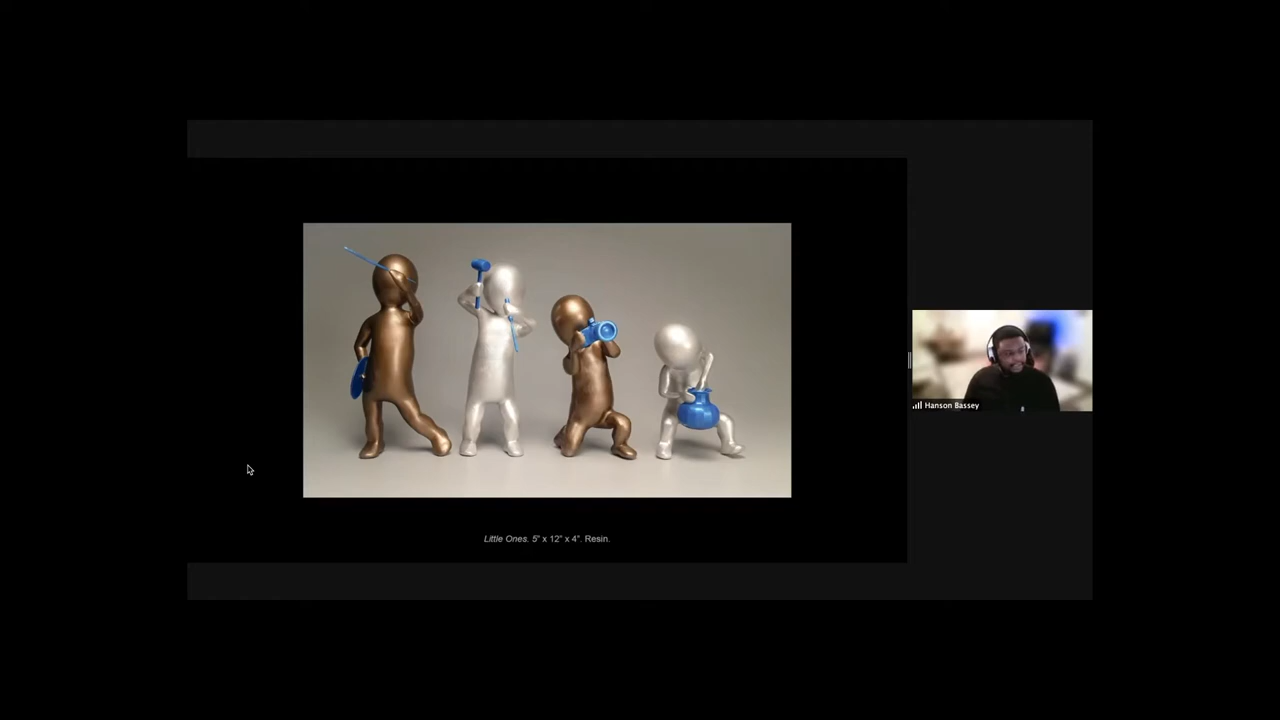 Hanson Bassey
Little Ones. 5" x 12" x 4". Resin.